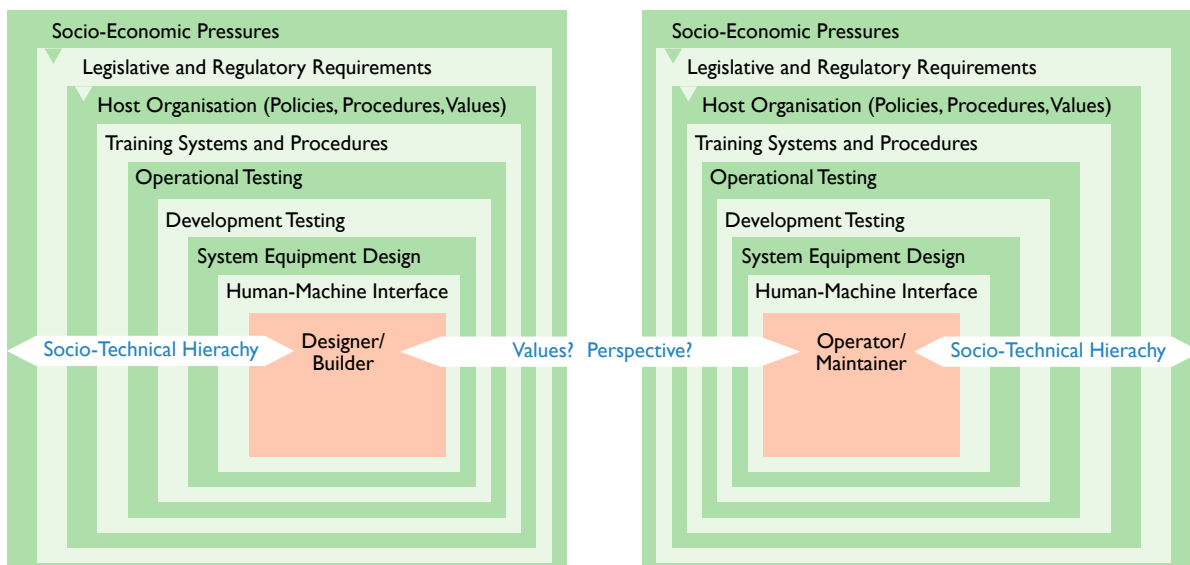 Socio-Economic Pressures
Legislative and Regulatory Requirements
Host Organisation (Policies, Procedures, Values)
Training Systems and Procedures
Operational Testing
Development Testing
System Equipment Design
Human-Machine Interface
Socio-Technical Hierachy
Designer/
Builder
Values? Perspective?
Socio-Economic Pressures
Legislative and Regulatory Requirements
Host Organisation (Policies, Procedures, Values)
Training Systems and Procedures
Operational Testing
Development Testing
System Equipment Design
Human-Machine Interface
Operator/
Maintainer
Socio-Technical Hierachy